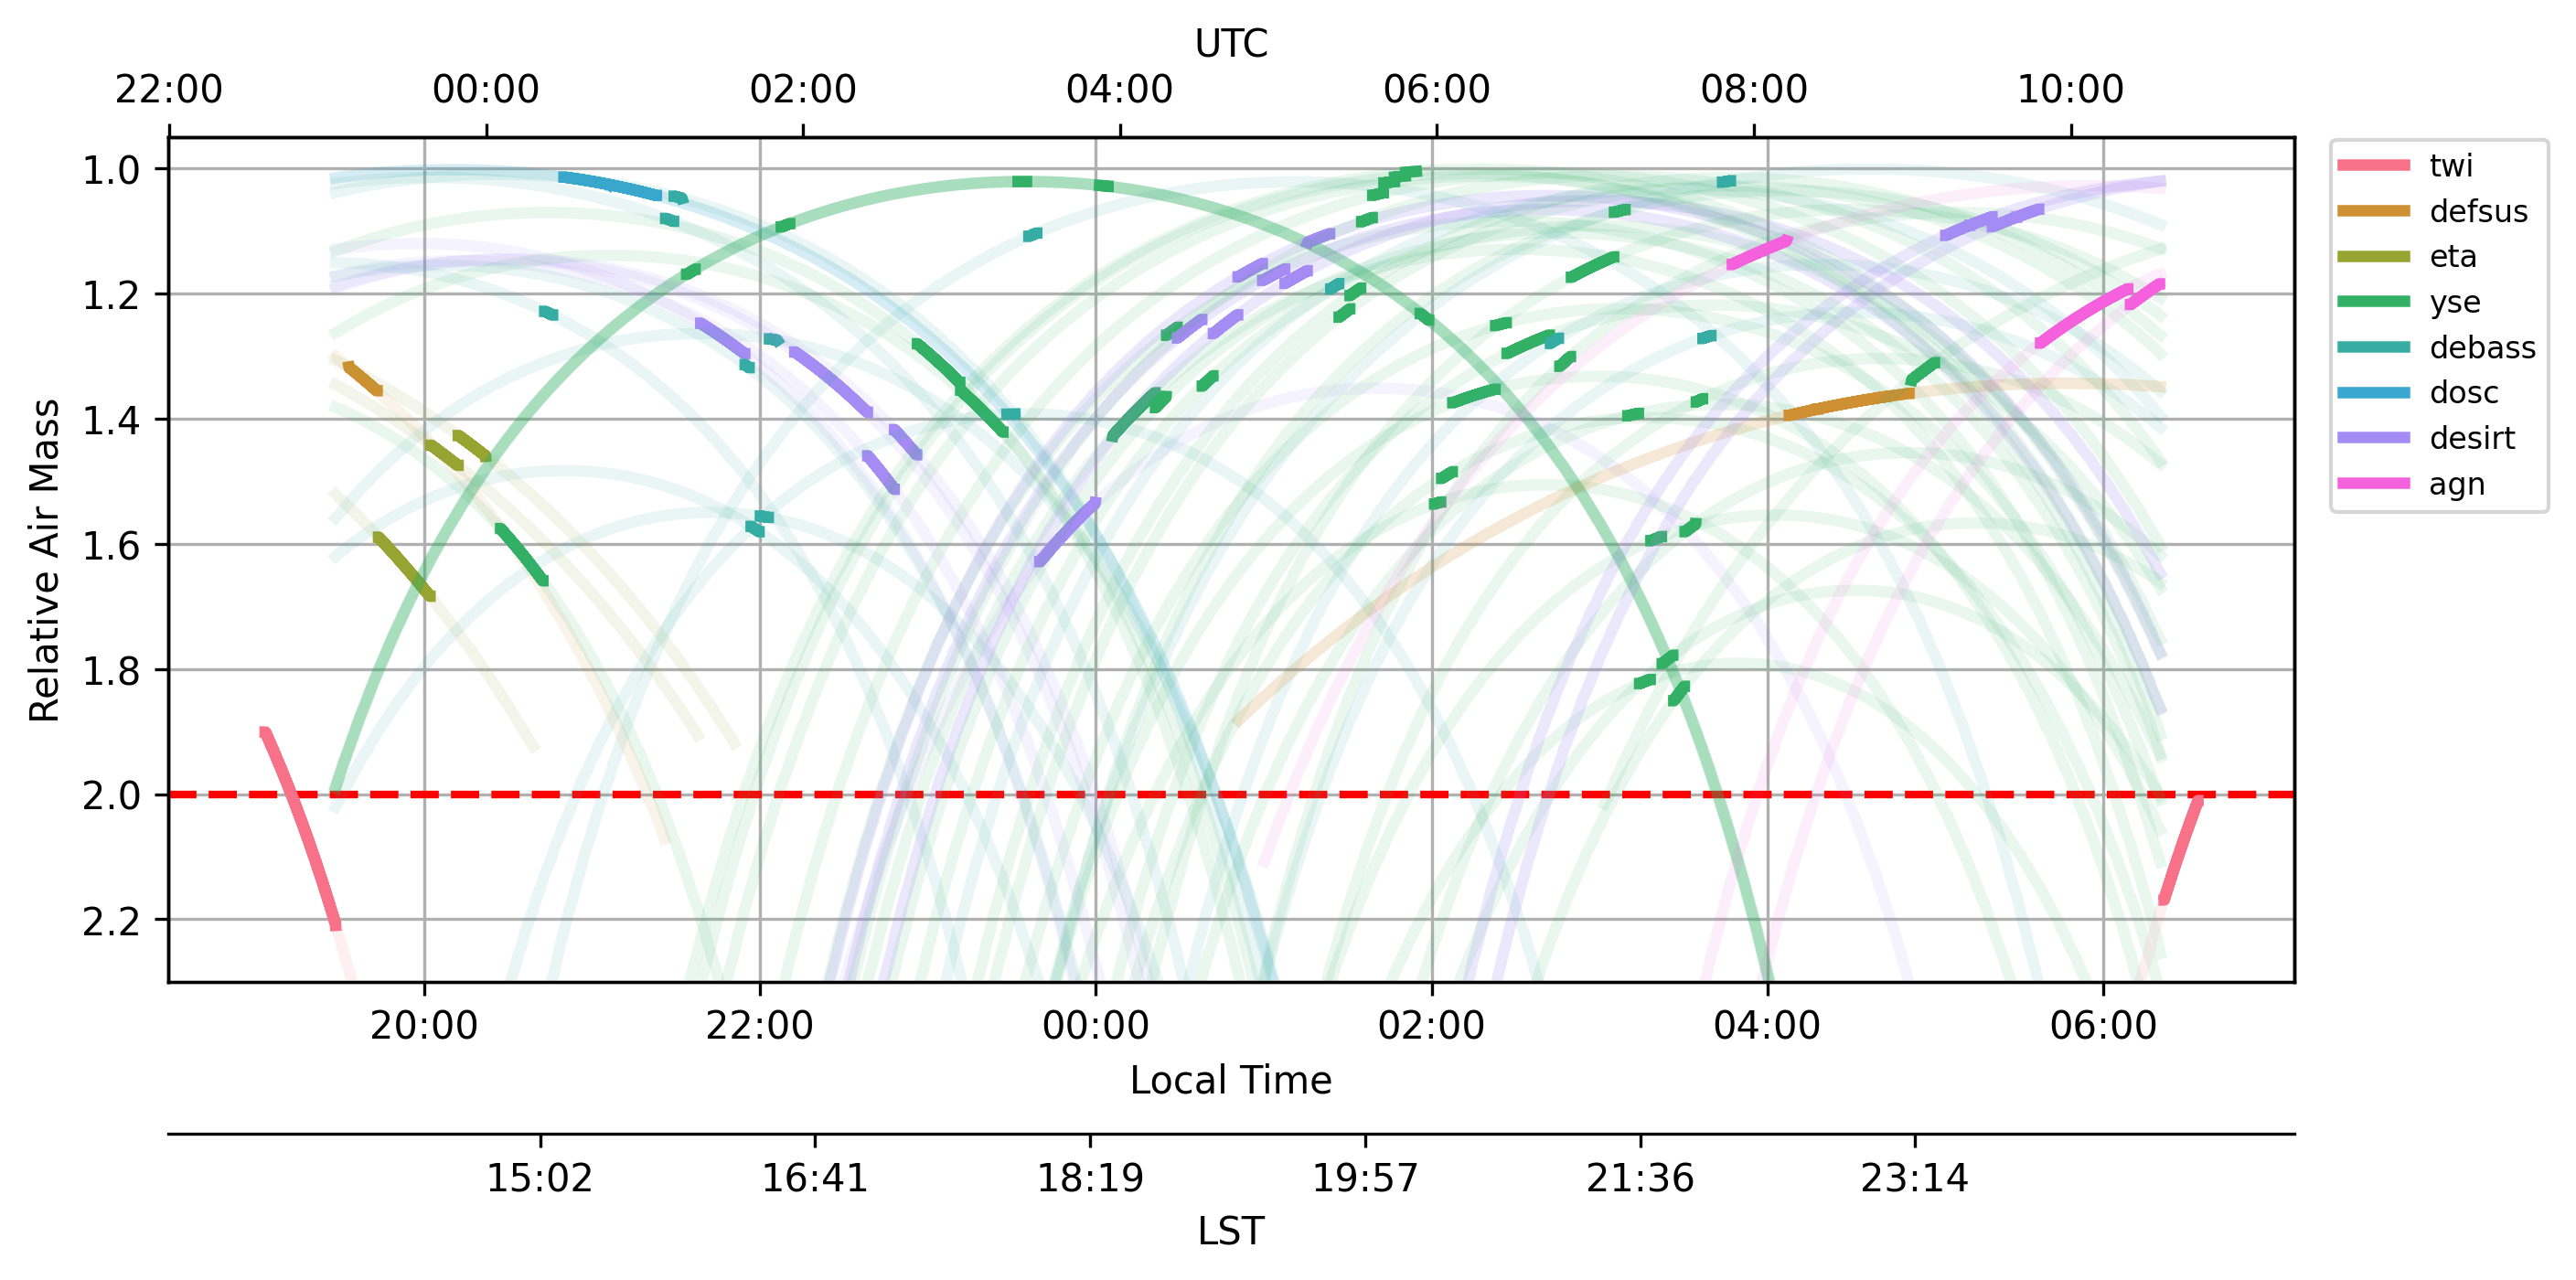 UTC
22:00 00:00 02:00 04:00 06:00 08:00 10:00
Relative Air Mass
1.0
1.2
1.4
1.6
1.8
2.0
2.2
twi
defsus
eta
yse
debass
dosc
desirt
agn
20:00 22:00 00:00 02:00 04:00 06:00
Local Time
15:02 16:41 18:19 19:57 21:36 23:14
LST